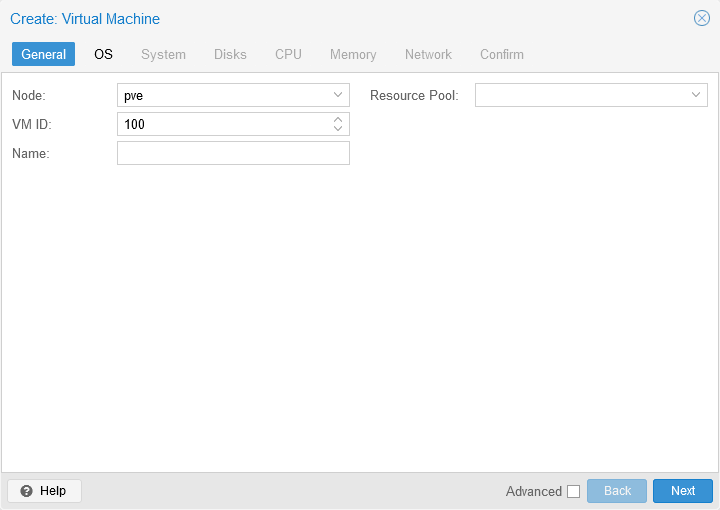 Create: Virtual Machine
General OS System Disks CPU Memory Network Confirm
Node: pve Resource Pool:
VM ID: 100
Name:
Help Advanced Back Next